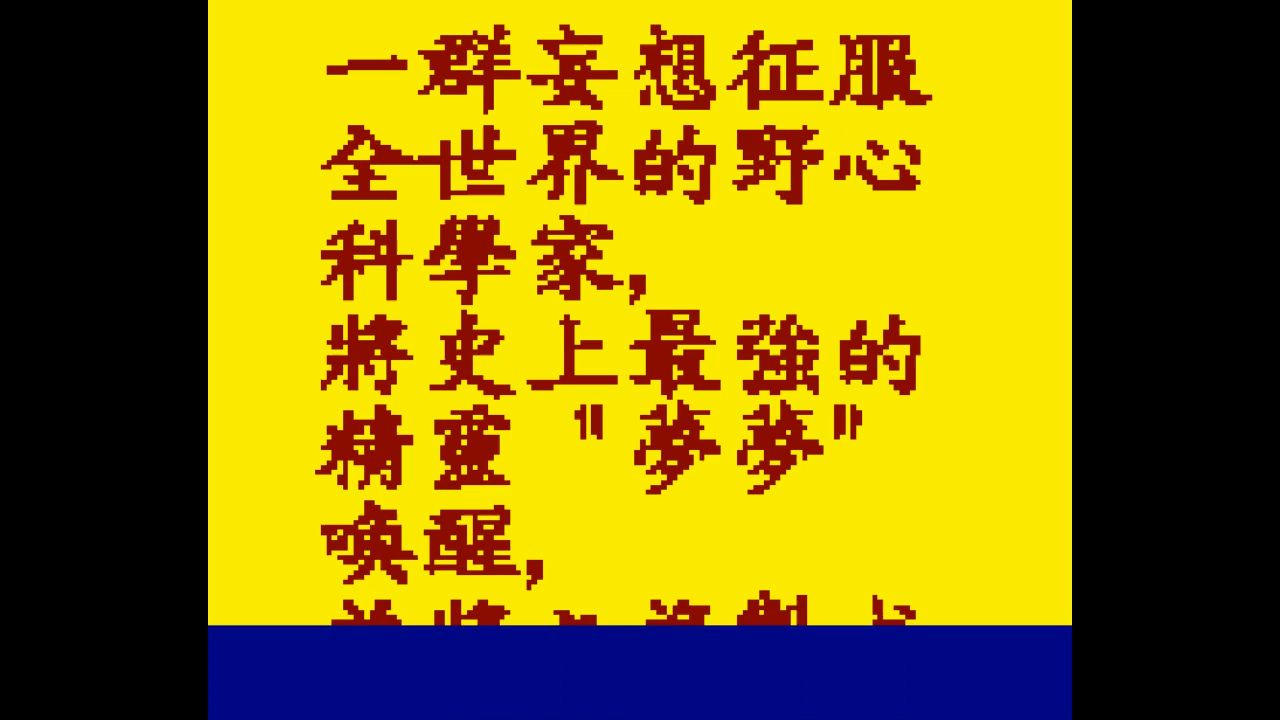 一群妄想征服
全世界的野心
科學家,
將史上最強的
精靈 "夢夢"
喚醒,